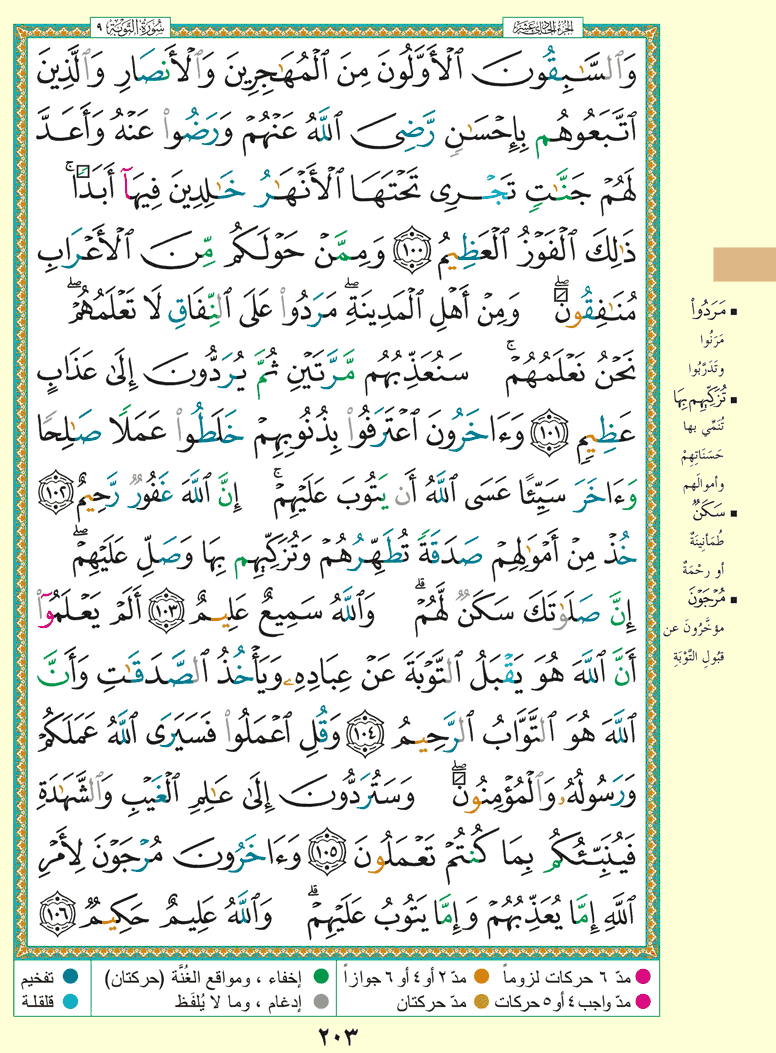 سُورَةُ التَّوْبَةِ ٩
الجُزْءُ الحَادِي عَشَرَ
وَٱلسَّٰبِقُونَ ٱلْأَوَّلُونَ مِنَ ٱلْمُهَٰجِرِينَ وَٱلْأَنصَارِ وَٱلَّذِينَ
ٱتَّبَعُوهُم بِإِحْسَٰنٍ رَّضِىَ ٱللَّهُ عَنْهُمْ وَرَضُوا۟ عَنْهُ وَأَعَدَّ
لَهُمْ جَنَّٰتٍ تَجْرِى تَحْتَهَا ٱلْأَنْهَٰرُ خَٰلِدِينَ فِيهَآ أَبَدًا ۚ
ذَٰلِكَ ٱلْفَوْزُ ٱلْعَظِيمُ ١٠٠ وَمِمَّنْ حَوْلَكُم مِّنَ ٱلْأَعْرَابِ
مُنَٰفِقُونَ ۖ وَمِنْ أَهْلِ ٱلْمَدِينَةِ ۖ مَرَدُوا۟ عَلَى ٱلنِّفَاقِ لَا تَعْلَمُهُمْ ۖ
نَحْنُ نَعْلَمُهُمْ ۚ سَنُعَذِّبُهُم مَّرَّتَيْنِ ثُمَّ يُرَدُّونَ إِلَىٰ عَذَابٍ
عَظِيمٍ ١٠١ وَءَاخَرُونَ ٱعْتَرَفُوا۟ بِذُنُوبِهِمْ خَلَطُوا۟ عَمَلًا صَٰلِحًا
وَءَاخَرَ سَيِّئًا عَسَى ٱللَّهُ أَن يَتُوبَ عَلَيْهِمْ ۚ إِنَّ ٱللَّهَ غَفُورٌ رَّحِيمٌ ١٠٢
خُذْ مِنْ أَمْوَٰلِهِمْ صَدَقَةً تُطَهِّرُهُمْ وَتُزَكِّيهِم بِهَا وَصَلِّ عَلَيْهِمْ ۖ
إِنَّ صَلَوٰتَكَ سَكَنٌ لَّهُمْ ۗ وَٱللَّهُ سَمِيعٌ عَلِيمٌ ١٠٣ أَلَمْ يَعْلَمُوٓا۟
أَنَّ ٱللَّهَ هُوَ يَقْبَلُ ٱلتَّوْبَةَ عَنْ عِبَادِهِۦ وَيَأْخُذُ ٱلصَّدَقَٰتِ وَأَنَّ
ٱللَّهَ هُوَ ٱلتَّوَّابُ ٱلرَّحِيمُ ١٠٤ وَقُلِ ٱعْمَلُوا۟ فَسَيَرَى ٱللَّهُ عَمَلَكُمْ
وَرَسُولُهُۥ وَٱلْمُؤْمِنُونَ ۖ وَسَتُرَدُّونَ إِلَىٰ عَٰلِمِ ٱلْغَيْبِ وَٱلشَّهَٰدَةِ
فَيُنَبِّئُكُم بِمَا كُنتُمْ تَعْمَلُونَ ١٠٥ وَءَاخَرُونَ مُرْجَوْنَ لِأَمْرِ
ٱللَّهِ إِمَّا يُعَذِّبُهُمْ وَإِمَّا يَتُوبُ عَلَيْهِمْ ۗ وَٱللَّهُ عَلِيمٌ حَكِيمٌ ١٠٦
مَرَدُوا۟
مَرَنُوا
وتَدَرَّبُوا
تُزَكِّيهِم بِهَا
تُنَمِّي بها
حَسَنَاتِهِمْ
وأموالَهم
سَكَنٌ
طُمَأنِينَةٌ
أو رحْمَةٌ
مُرْجَوْنَ
مؤخَّرُونَ عن
قبُولِ التَّوْبَةِ
مدّ ٦ حركات لزوماً
مدّ ٢ أو ٤ أو ٦ جوازاً
إخفاء ، ومواقع الغُنَّة (حركتان)
تفخيم
مدّ واجب ٤ أو ٥ حركات
مدّ حركتان
إدغام ، وما لا يُلفَظ
قلقلة
٢٠٣